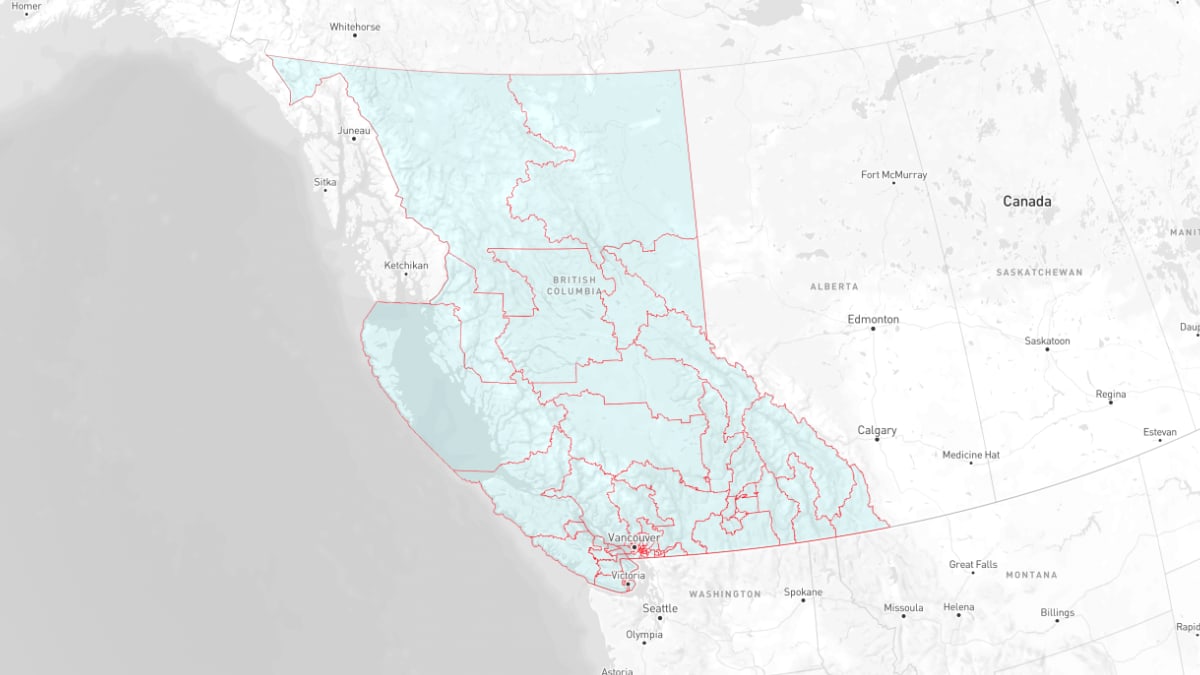 Homer
Whitehorse
Juneau
Fort McMurray
Sitka
Canada
MANIT
Ketchikan
SASKATCHEWAN
BRITISH
COLUMBIA
ALBERTA
Edmonton
Daup
Saskatoon
Regina
Calgary
Estevan
Medicine Hat
Vancouver
Great Falls
MONTANA
Victoria
WASHINGTON
Spokane
Seattle
Missoula
Helena
Billings
Rapid
Olympia
Astoria